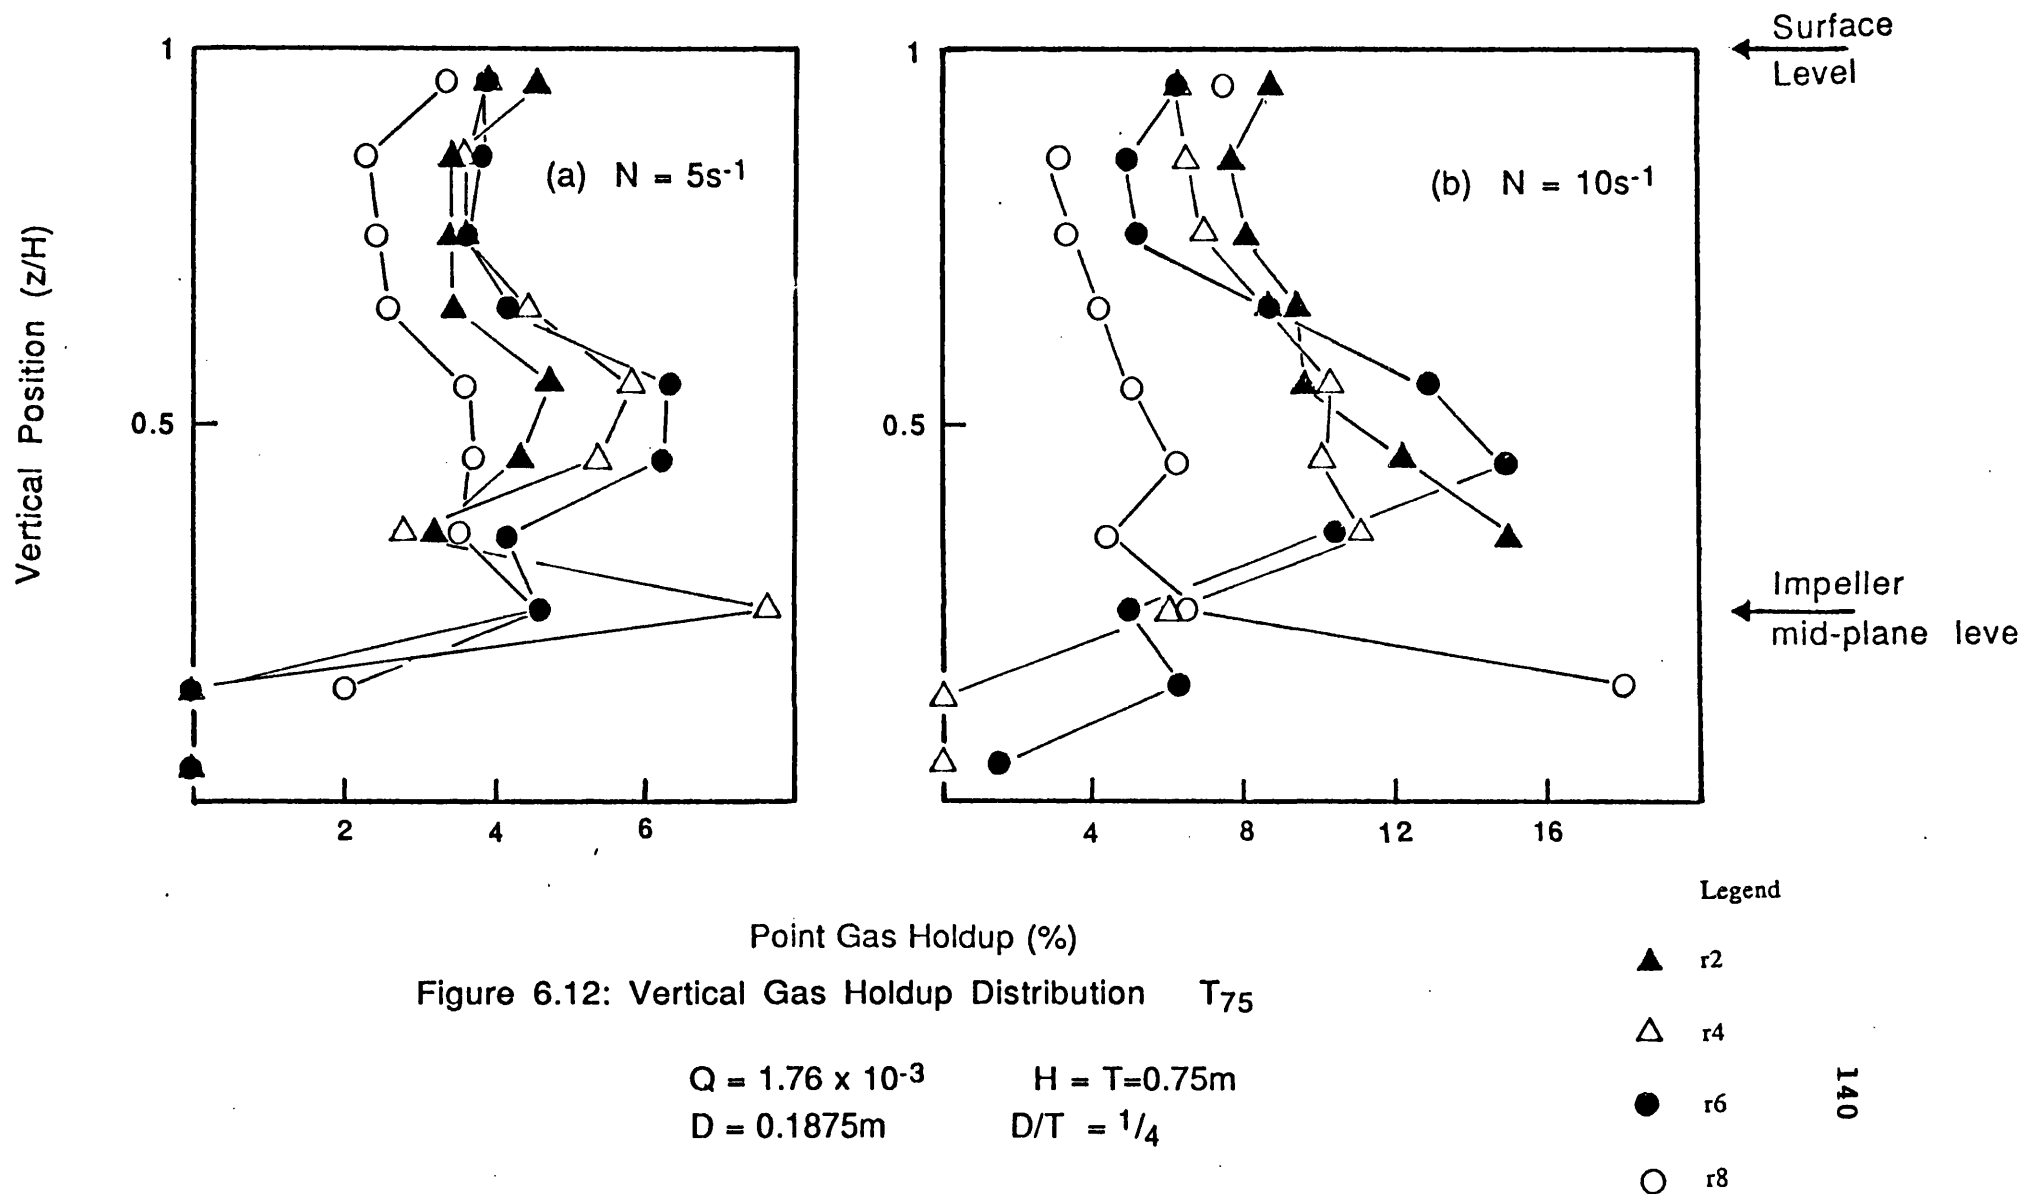 Surface
Level
1
1
(a) N = 5s-1
(b) N = 10s-1
Vertical Position (z/H)
0.5
0.5
Impeller
mid-plane leve
2 4 6
4 8 12 16
Legend
Point Gas Holdup (%)
r2
Figure 6.12: Vertical Gas Holdup Distribution T75
r4
Q = 1.76 x 10-3 H = T=0.75m
D = 0.1875m D/T = 1/4
r6
r8
140